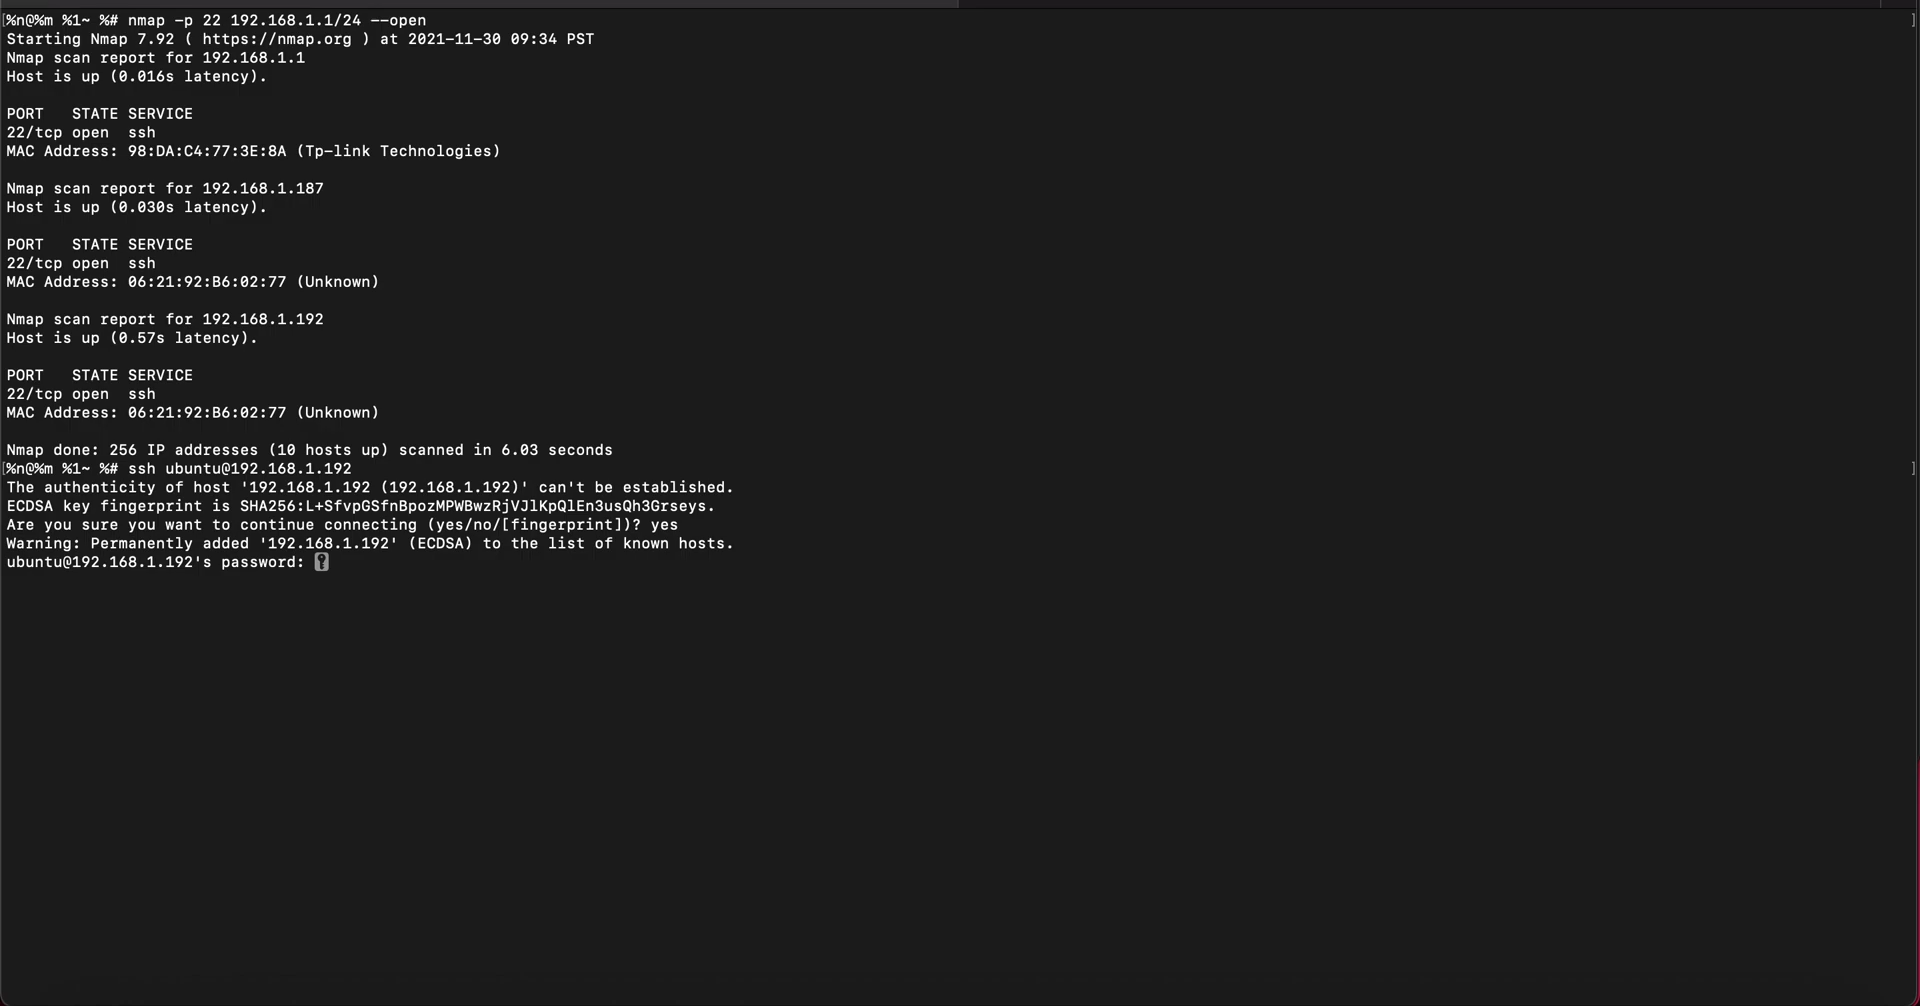 [%n@%m %1~ %# nmap -p 22 192.168.1.1/24 --open ]
Starting Nmap 7.92 ( https://nmap.org ) at 2021-11-30 09:34 PST
Nmap scan report for 192.168.1.1
Host is up (0.016s latency).
PORT   STATE SERVICE
22/tcp open  ssh
MAC Address: 98:DA:C4:77:3E:8A (Tp-link Technologies)
Nmap scan report for 192.168.1.187
Host is up (0.030s latency).
PORT   STATE SERVICE
22/tcp open  ssh
MAC Address: 06:21:92:B6:02:77 (Unknown)
Nmap scan report for 192.168.1.192
Host is up (0.57s latency).
PORT   STATE SERVICE
22/tcp open  ssh
MAC Address: 06:21:92:B6:02:77 (Unknown)
Nmap done: 256 IP addresses (10 hosts up) scanned in 6.03 seconds
[%n@%m %1~ %# ssh ubuntu@192.168.1.192 ]
The authenticity of host '192.168.1.192 (192.168.1.192)' can't be established.
ECDSA key fingerprint is SHA256:L+SfvpGSfnBpozMPWBwzRjVJlKpQlEn3usQh3Grseys.
Are you sure you want to continue connecting (yes/no/[fingerprint])? yes
Warning: Permanently added '192.168.1.192' (ECDSA) to the list of known hosts.
ubuntu@192.168.1.192's password: